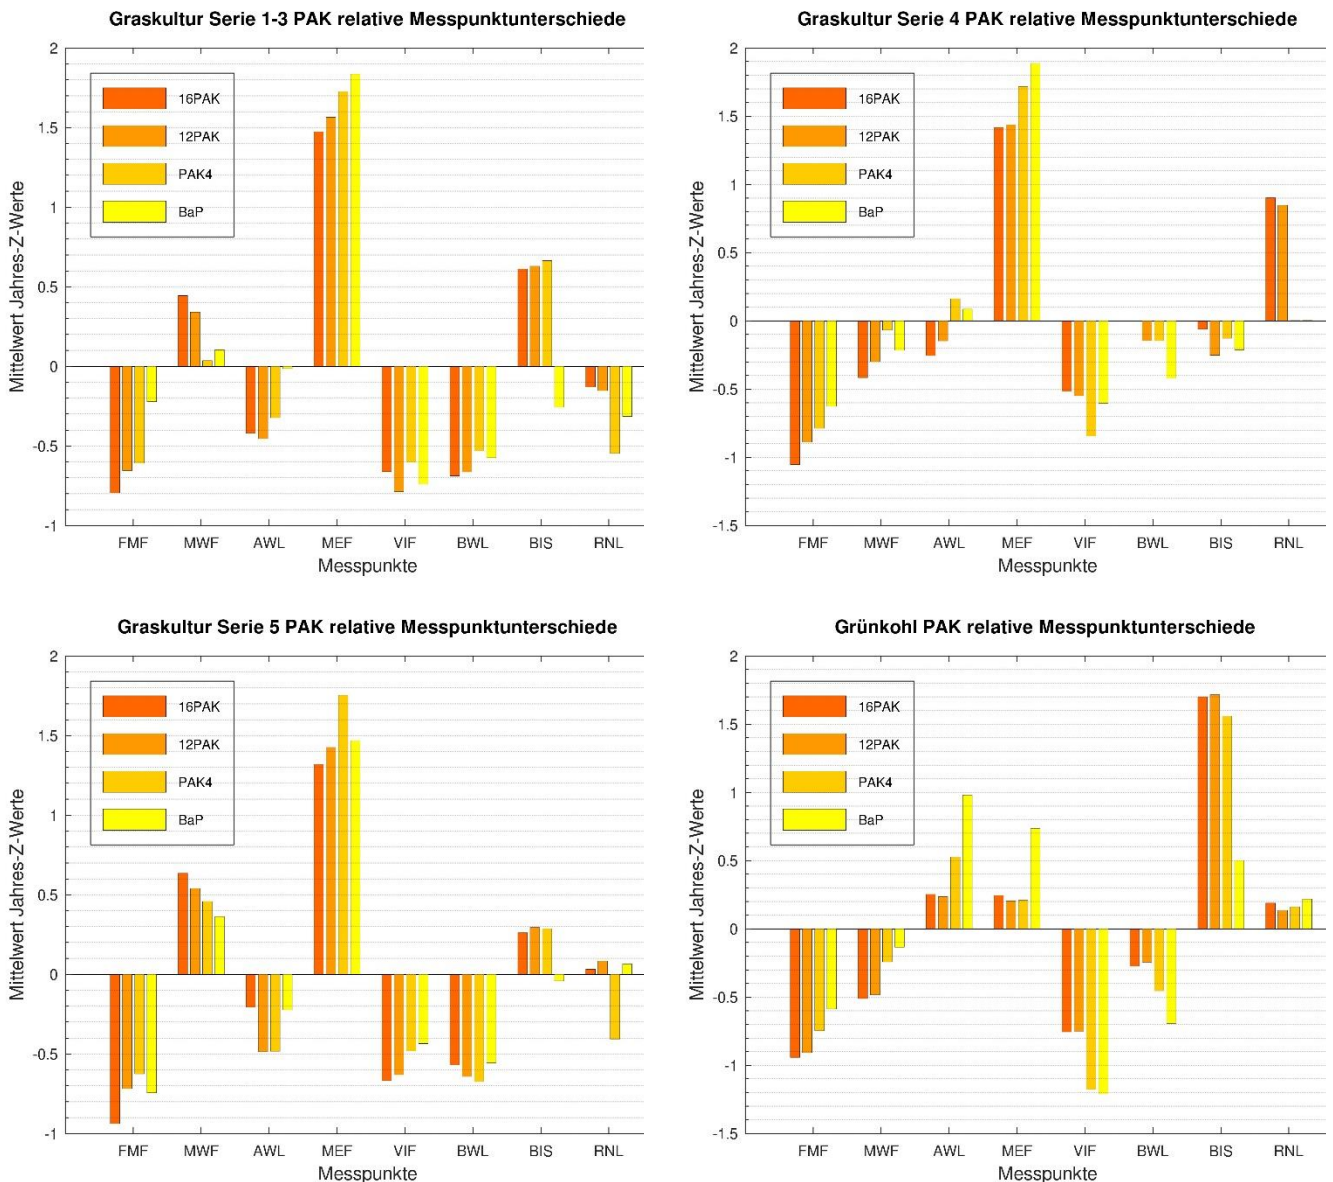 Graskultur Serie 1-3 PAK relative Messpunktunterschiede
Mittelwert Jahres-Z-Werte
2
1.5
1
0.5
0
-0.5
-1
16PAK
12PAK
PAK4
BaP
FMF MWF AWL MEF VIF BWL BIS RNL
Messpunkte
Graskultur Serie 4 PAK relative Messpunktunterschiede
Mittelwert Jahres-Z-Werte
2
1.5
1
0.5
0
-0.5
-1
-1.5
16PAK
12PAK
PAK4
BaP
FMF MWF AWL MEF VIF BWL BIS RNL
Messpunkte
Graskultur Serie 5 PAK relative Messpunktunterschiede
Mittelwert Jahres-Z-Werte
2
1.5
1
0.5
0
-0.5
-1
16PAK
12PAK
PAK4
BaP
FMF MWF AWL MEF VIF BWL BIS RNL
Messpunkte
Grünkohl PAK relative Messpunktunterschiede
Mittelwert Jahres-Z-Werte
2
1.5
1
0.5
0
-0.5
-1
-1.5
16PAK
12PAK
PAK4
BaP
FMF MWF AWL MEF VIF BWL BIS RNL
Messpunkte